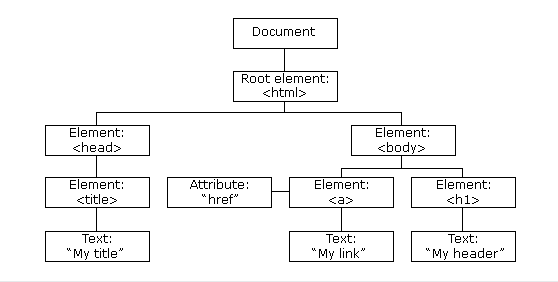 Document
Root element:
<html>
Element:
<head>
Element:
<body>
Element:
<title>
Attribute:
“href”
Element:
<a>
Element:
<h1>
Text:
“My title”
Text:
“My link”
Text:
“My header”